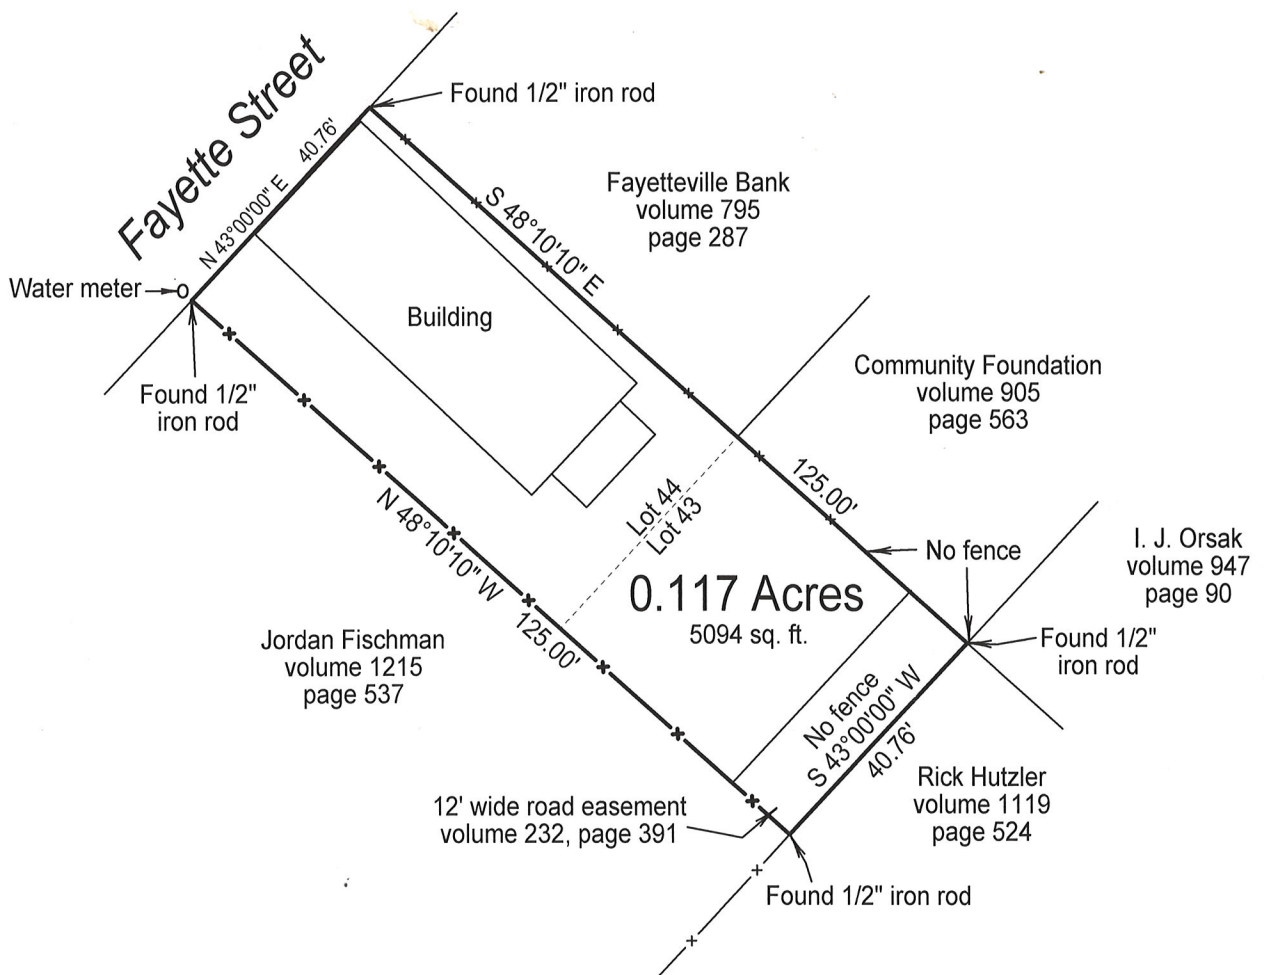 Fayette Street
Found 1/2" iron rod
40.76'
N 43°00'00" E
S 48°10'10" E
Fayetteville Bank
volume 795
page 287
Water meter
o
Building
Found 1/2"
iron rod
Community Foundation
volume 905
page 563
125.00'
Lot 44
Lot 43
N 48°10'10" W
125.00'
No fence
I. J. Orsak
volume 947
page 90
0.117 Acres
5094 sq. ft.
Found 1/2"
iron rod
Jordan Fischman
volume 1215
page 537
No fence
S 43°00'00" W
40.76'
Rick Hutzler
volume 1119
page 524
12' wide road easement
volume 232, page 391
Found 1/2" iron rod